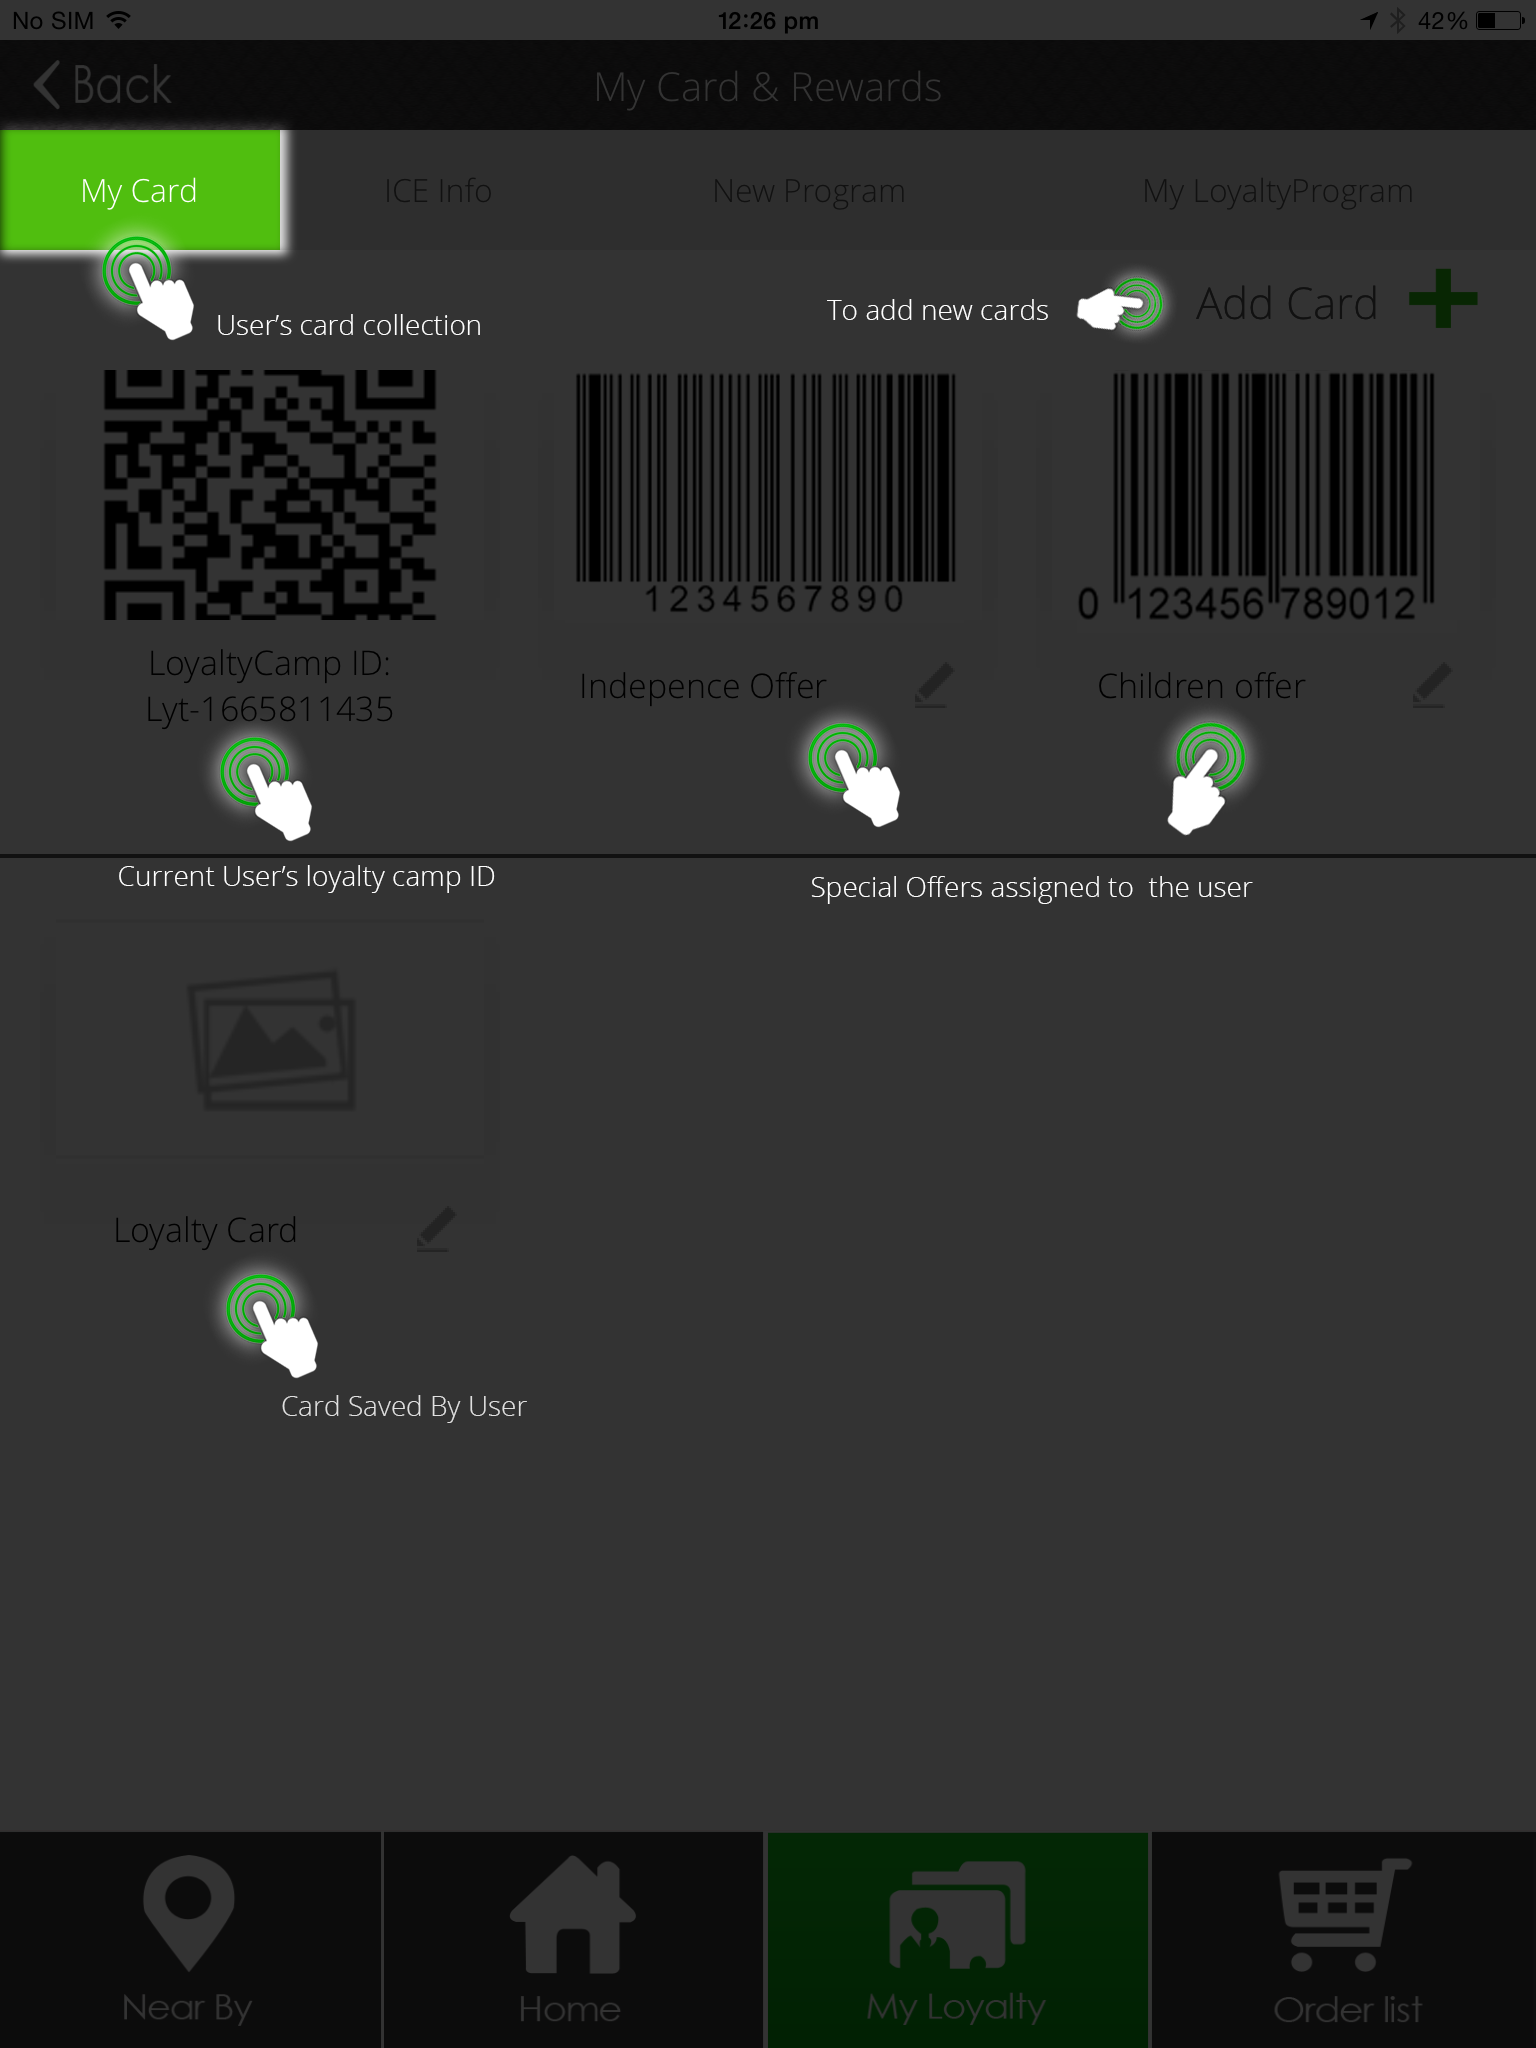 No SIM 12:26 pm 42%
Back My Card & Rewards
My Card ICE Info New Program My LoyaltyProgram
User's card collection To add new cards Add Card
1234567890 0 123456 789012
LoyaltyCamp ID:
Lyt-1665811435
Indepence Offer Children offer
Current User's loyalty camp ID
Special Offers assigned to the user
Loyalty Card
Card Saved By User
Near By Home My Loyalty Order list